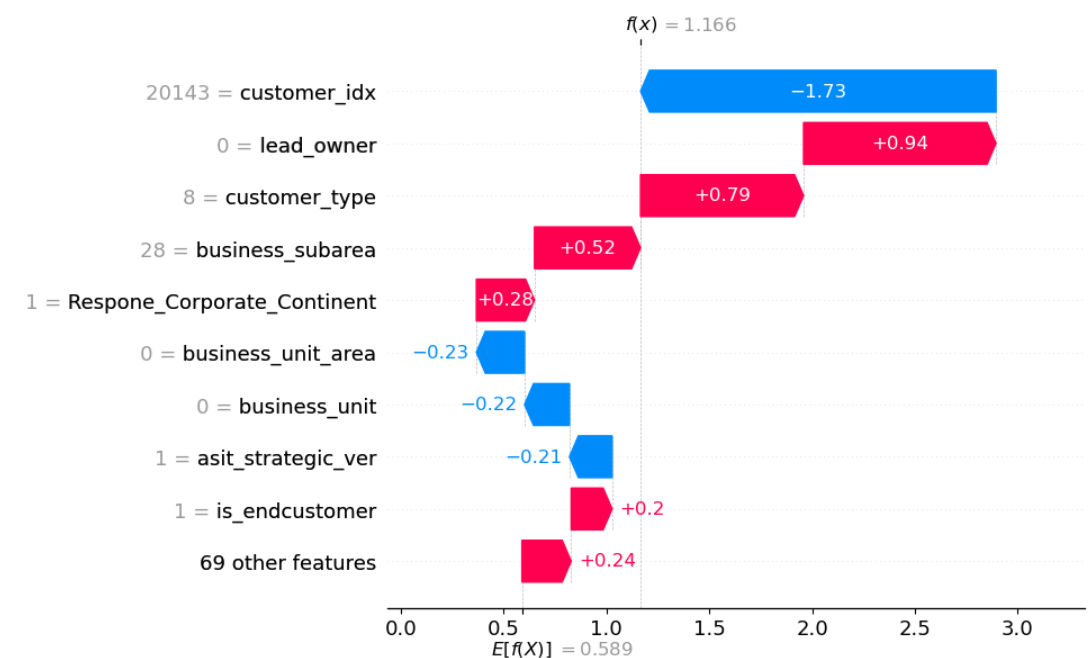 f(x) = 1.166
20143 = customer_idx
−1.73
0 = lead_owner
+0.94
8 = customer_type
+0.79
28 = business_subarea
+0.52
1 = Respone_Corporate_Continent
+0.28
0 = business_unit_area
−0.23
0 = business_unit
−0.22
1 = asit_strategic_ver
−0.21
1 = is_endcustomer
+0.2
69 other features
+0.24
0.0 0.5 1.0 1.5 2.0 2.5 3.0
E[f(X)] = 0.589